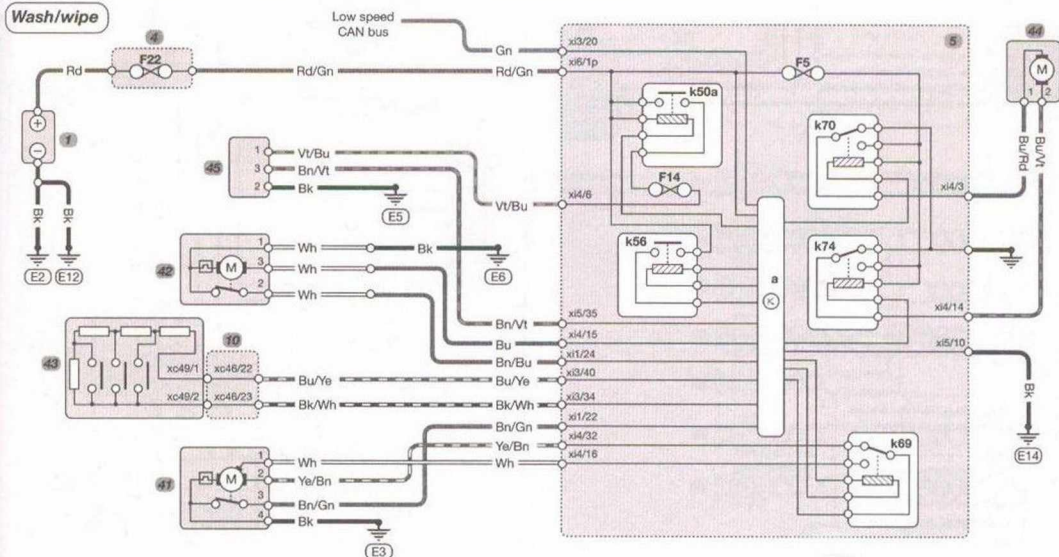 Wash/wipe
Low speed
CAN bus
4
F22
Rd
Rd/Gn
Gn
Rd/Gn
xi3/20
xi6/1p
5
F5
44
M
1 2
Bu/Rd
Bu/Vt
1
+
−
Bk
Bk
E2
E12
k50a
F14
k70
xi4/3
45
1
Vt/Bu
3
Bn/Vt
2
Bk
E5
Vt/Bu
xi4/6
k56
k74
a
K
42
1
Wh
Bk
E6
M
3
Wh
2
Wh
xi4/14
Bn/Vt
xi5/35
Bu
xi4/15
Bn/Bu
xi1/24
xi5/10
Bk
E14
43
10
xc49/1
xc46/22
Bu/Ye
Bu/Ye
xi3/40
xc49/2
xc46/23
Bk/Wh
Bk/Wh
xi3/34
Bn/Gn
xi1/22
Ye/Bn
xi4/32
Wh
xi4/16
k69
41
M
1
Wh
2
Ye/Bn
3
Bn/Gn
4
Bk
E3